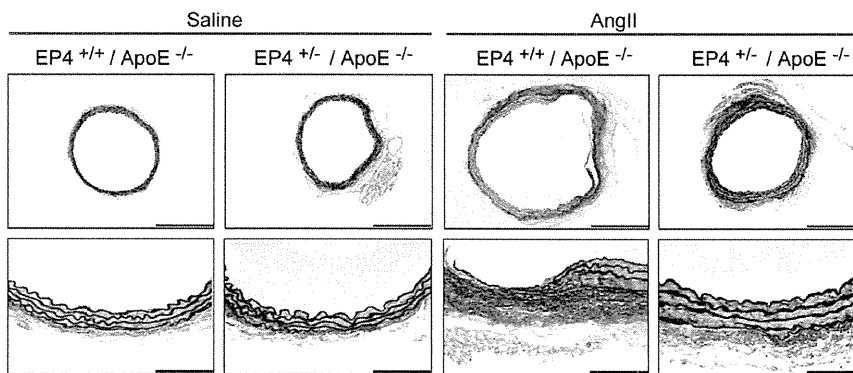 Saline
AngII
EP4 +/+ / ApoE -/-
EP4 +/- / ApoE -/-
EP4 +/+ / ApoE -/-
EP4 +/- / ApoE -/-